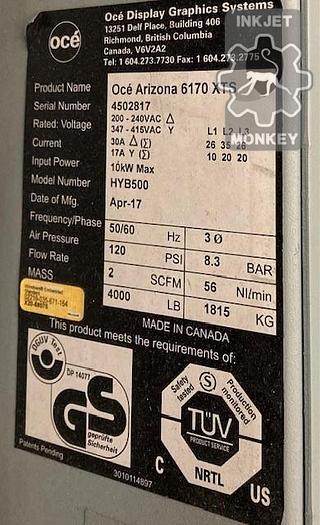 océ
Océ Display Graphics Systems
13251 Delf Place, Building 406
Richmond, British Columbia
Canada, V6V2A2
Tel: 1 604.273.7730 Fax: 1 604.273.2775
INKJET
MONKEY
Product Name Océ Arizona 6170 XTS
Serial Number 4502817
Rated: Voltage 200 - 240VAC Δ
347 - 415VAC Y L1 L2 L3
Current 30A Δ (Σ) 26 35 26
17A Y (Σ) 10 20 20
Input Power 10kW Max
Model Number HYB500
Date of Mfg. Apr-17
Frequency/Phase 50/60 Hz 3 Ø
Air Pressure 120 PSI 8.3 BAR
Flow Rate 2 SCFM 56 Nl/min
MASS 4000 LB 1815 KG
MADE IN CANADA
This product meets the requirements of:
DGUV Test
DP 14077
GS
geprüfte
Sicherheit
Patents Pending
3010114897
Safety tested
S
Production monitored
TÜV
PRODUCT SERVICE
C
NRTL
US